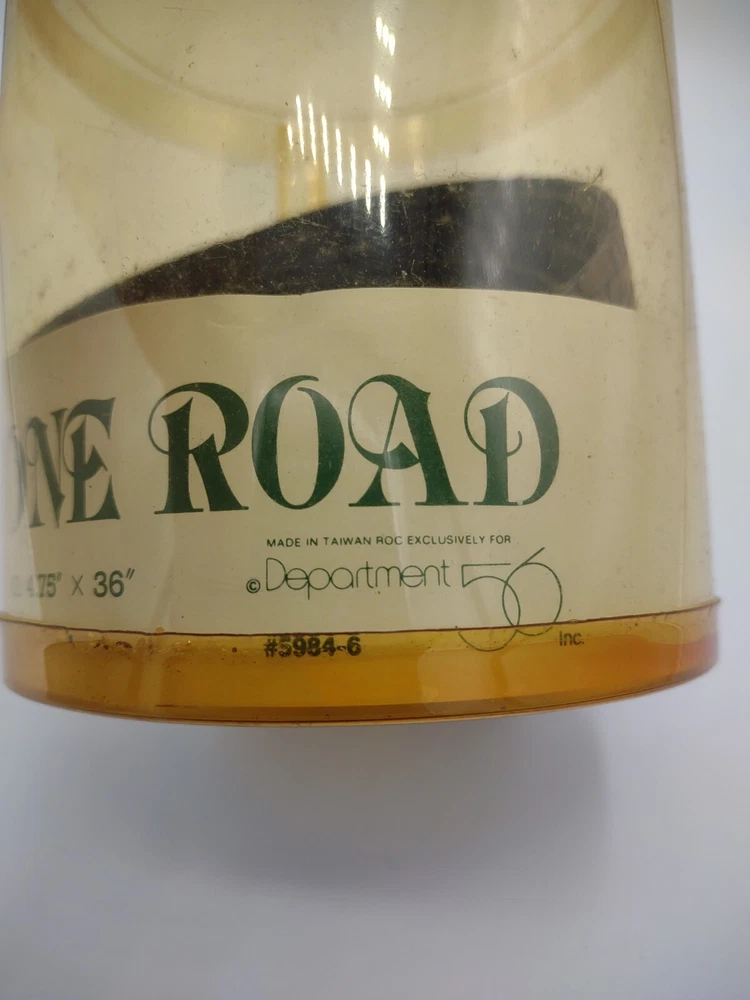 ONE ROAD
MADE IN TAIWAN ROC EXCLUSIVELY FOR
4.75" X 36"
© Department 56
#5984-6
Inc.